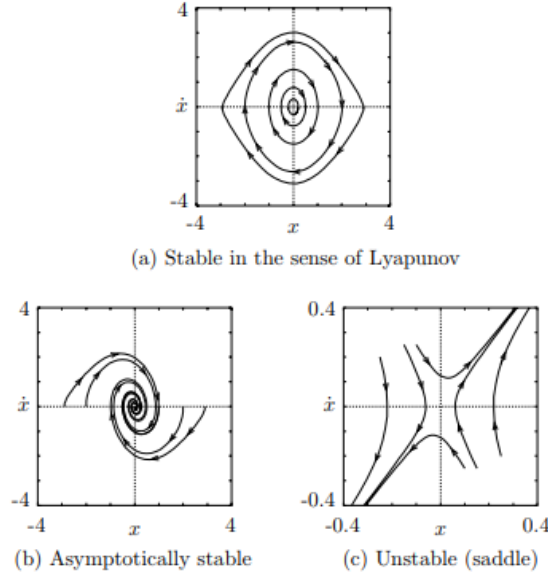 4
ẋ
-4
-4 4
x
(a) Stable in the sense of Lyapunov
4 0.4
ẋ ẋ
-4 -0.4
-4 4 -0.4 0.4
x x
(b) Asymptotically stable (c) Unstable (saddle)